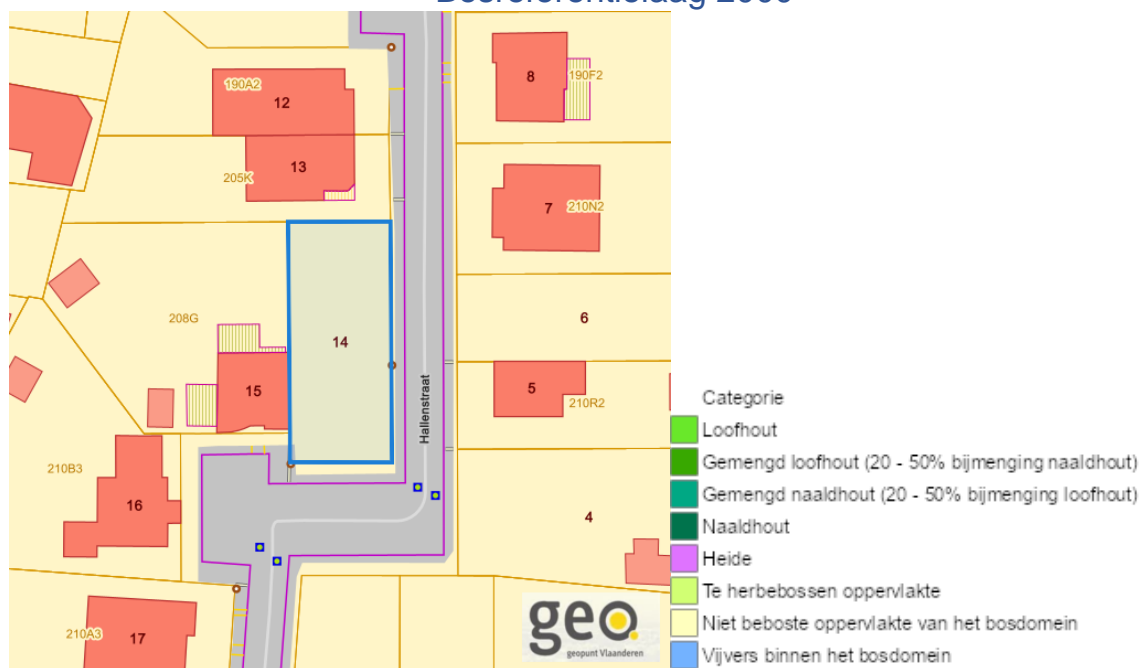 8
190F2
190A2
12
13
205K
7
210N2
208G
6
14
15
5
210R2
Hallenstraat
210B3
16
4
210A3
17
geo
geopunt Vlaanderen
Categorie
Loofhout
Gemengd loofhout (20 - 50% bijmenging naaldhout)
Gemengd naaldhout (20 - 50% bijmenging loofhout)
Naaldhout
Heide
Te herbebossen oppervlakte
Niet beboste oppervlakte van het bosdomein
Vijvers binnen het bosdomein